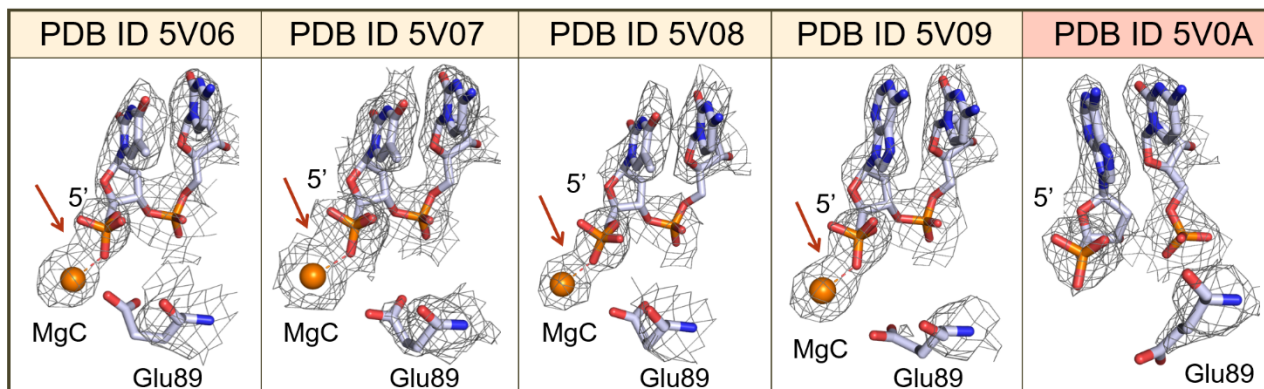 PDB ID 5V06
PDB ID 5V07
PDB ID 5V08
PDB ID 5V09
PDB ID 5V0A
5’
MgC
Glu89
5’
MgC
Glu89
5’
MgC
Glu89
5’
MgC
Glu89
5’
Glu89